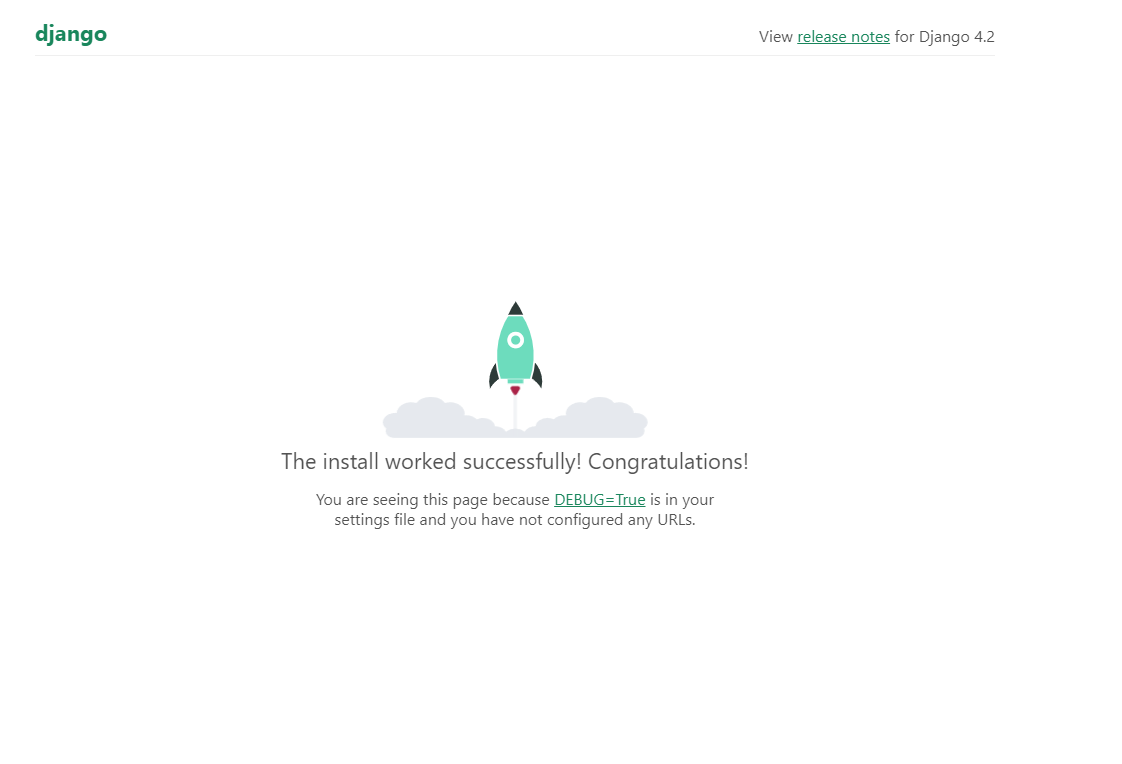 django
View release notes for Django 4.2
The install worked successfully! Congratulations!
You are seeing this page because DEBUG=True is in your
settings file and you have not configured any URLs.